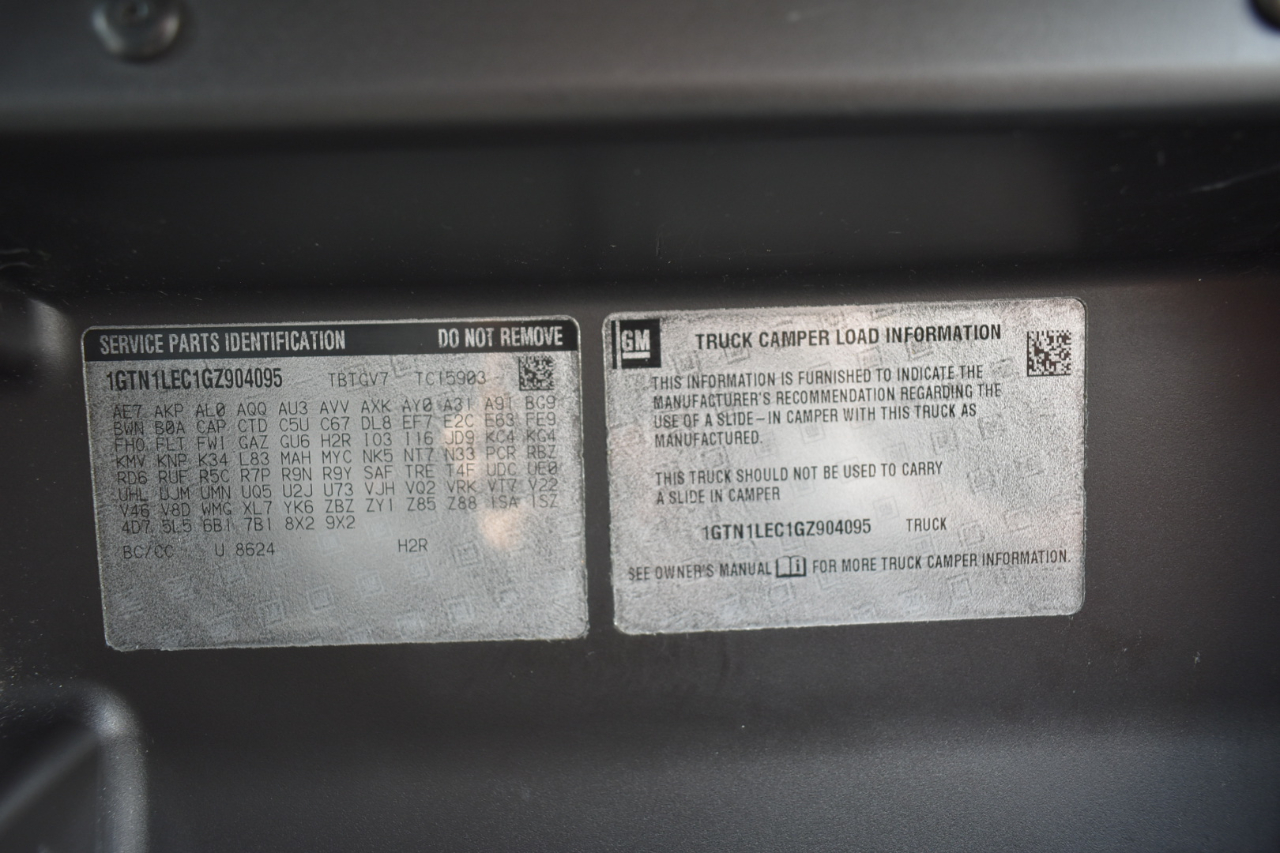 SERVICE PARTS IDENTIFICATION DO NOT REMOVE
1GTN1LEC1GZ904095 TBTGV7 TC15903
AE7 AKP AL0 AQQ AU3 AVV AXK AY0 A31 A91 BG9
BWN B0A CAP CTD C5U C67 DL8 EF7 E2C E63 FE9
FHO FLT FWI GAZ GU6 H2R IO3 I16 JD9 KC4 KG4
KMV KNP K34 L83 MAH MYC NK5 NT7 N33 PCR RBZ
RD6 RUF R5C R7P R9N R9Y SAF TRE T4F UDC UE0
UHL UJM UMN UQ5 U2J U73 VJH VQ2 VRK VT7 V22
V46 V8D WMG XL7 YK6 ZBZ ZY1 Z85 Z88 1SA 1SZ
4D7 5L5 6B1 7B1 8X2 9X2
BC/CC U 8624 H2R
GM
TRUCK CAMPER LOAD INFORMATION
THIS INFORMATION IS FURNISHED TO INDICATE THE
MANUFACTURER'S RECOMMENDATION REGARDING THE
USE OF A SLIDE–IN CAMPER WITH THIS TRUCK AS
MANUFACTURED.
THIS TRUCK SHOULD NOT BE USED TO CARRY
A SLIDE IN CAMPER
1GTN1LEC1GZ904095 TRUCK
SEE OWNER'S MANUAL i FOR MORE TRUCK CAMPER INFORMATION.